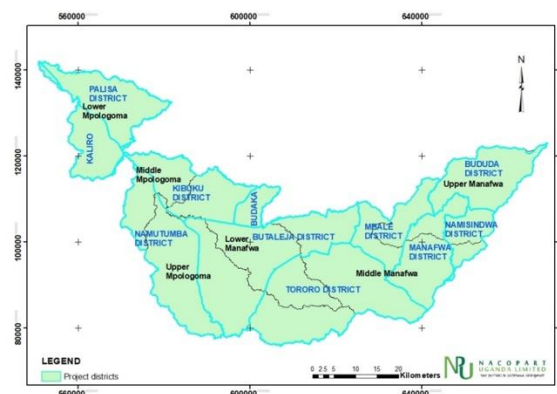 560000 600000 640000
N
140000
PALISA
DISTRICT
Lower
Mpologoma
KALIRO
120000
Middle
Mpologoma
KIBUKU
DISTRICT
BUDAKA
BUDUDA
DISTRICT
Upper Manafwa
NAMUTUMBA
DISTRICT
Lower
Manafwa
BUTALEJA DISTRICT
MBALE
DISTRICT
NAMISINDWA
DISTRICT
MANAFWA
DISTRICT
100000
Upper
Mpologoma
Middle Manafwa
TORORO DISTRICT
80000
LEGEND
Project districts
0 2.5 5 10 15 20
Kilometers
NPU NACOPART
UGANDA LIMITED
560000 600000 640000